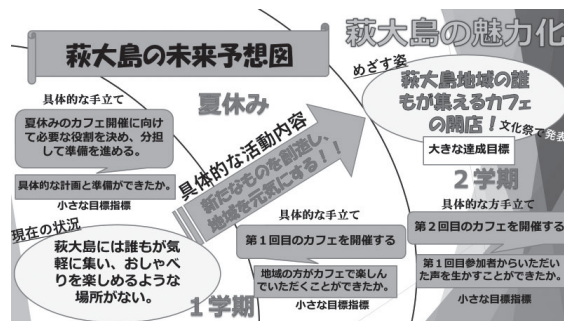 萩大島の未来予想図
萩大島の魅力化
めざす姿
萩大島地域の誰
もが集えるカフェ
の開店！文化祭で発表
大きな達成目標
2学期
具体的な方手立て
第2回目のカフェを開催する
第1回目参加者からいただい
た声を生かすことができたか。
小さな目標指標
夏休み
具体的な活動内容
新たなものを創造し、
地域を元気にする！！
具体的な手立て
第1回目のカフェを開催する
地域の方がカフェで楽しん
でいただくことができたか。
小さな目標指標
具体的な手立て
夏休みのカフェ開催に向け
て必要な役割を決め、分担
して準備を進める。
具体的な計画と準備ができたか。
小さな目標指標
現在の状況
萩大島には誰もが気
軽に集い、おしゃべ
りを楽しめるような
場所がない。
1学期